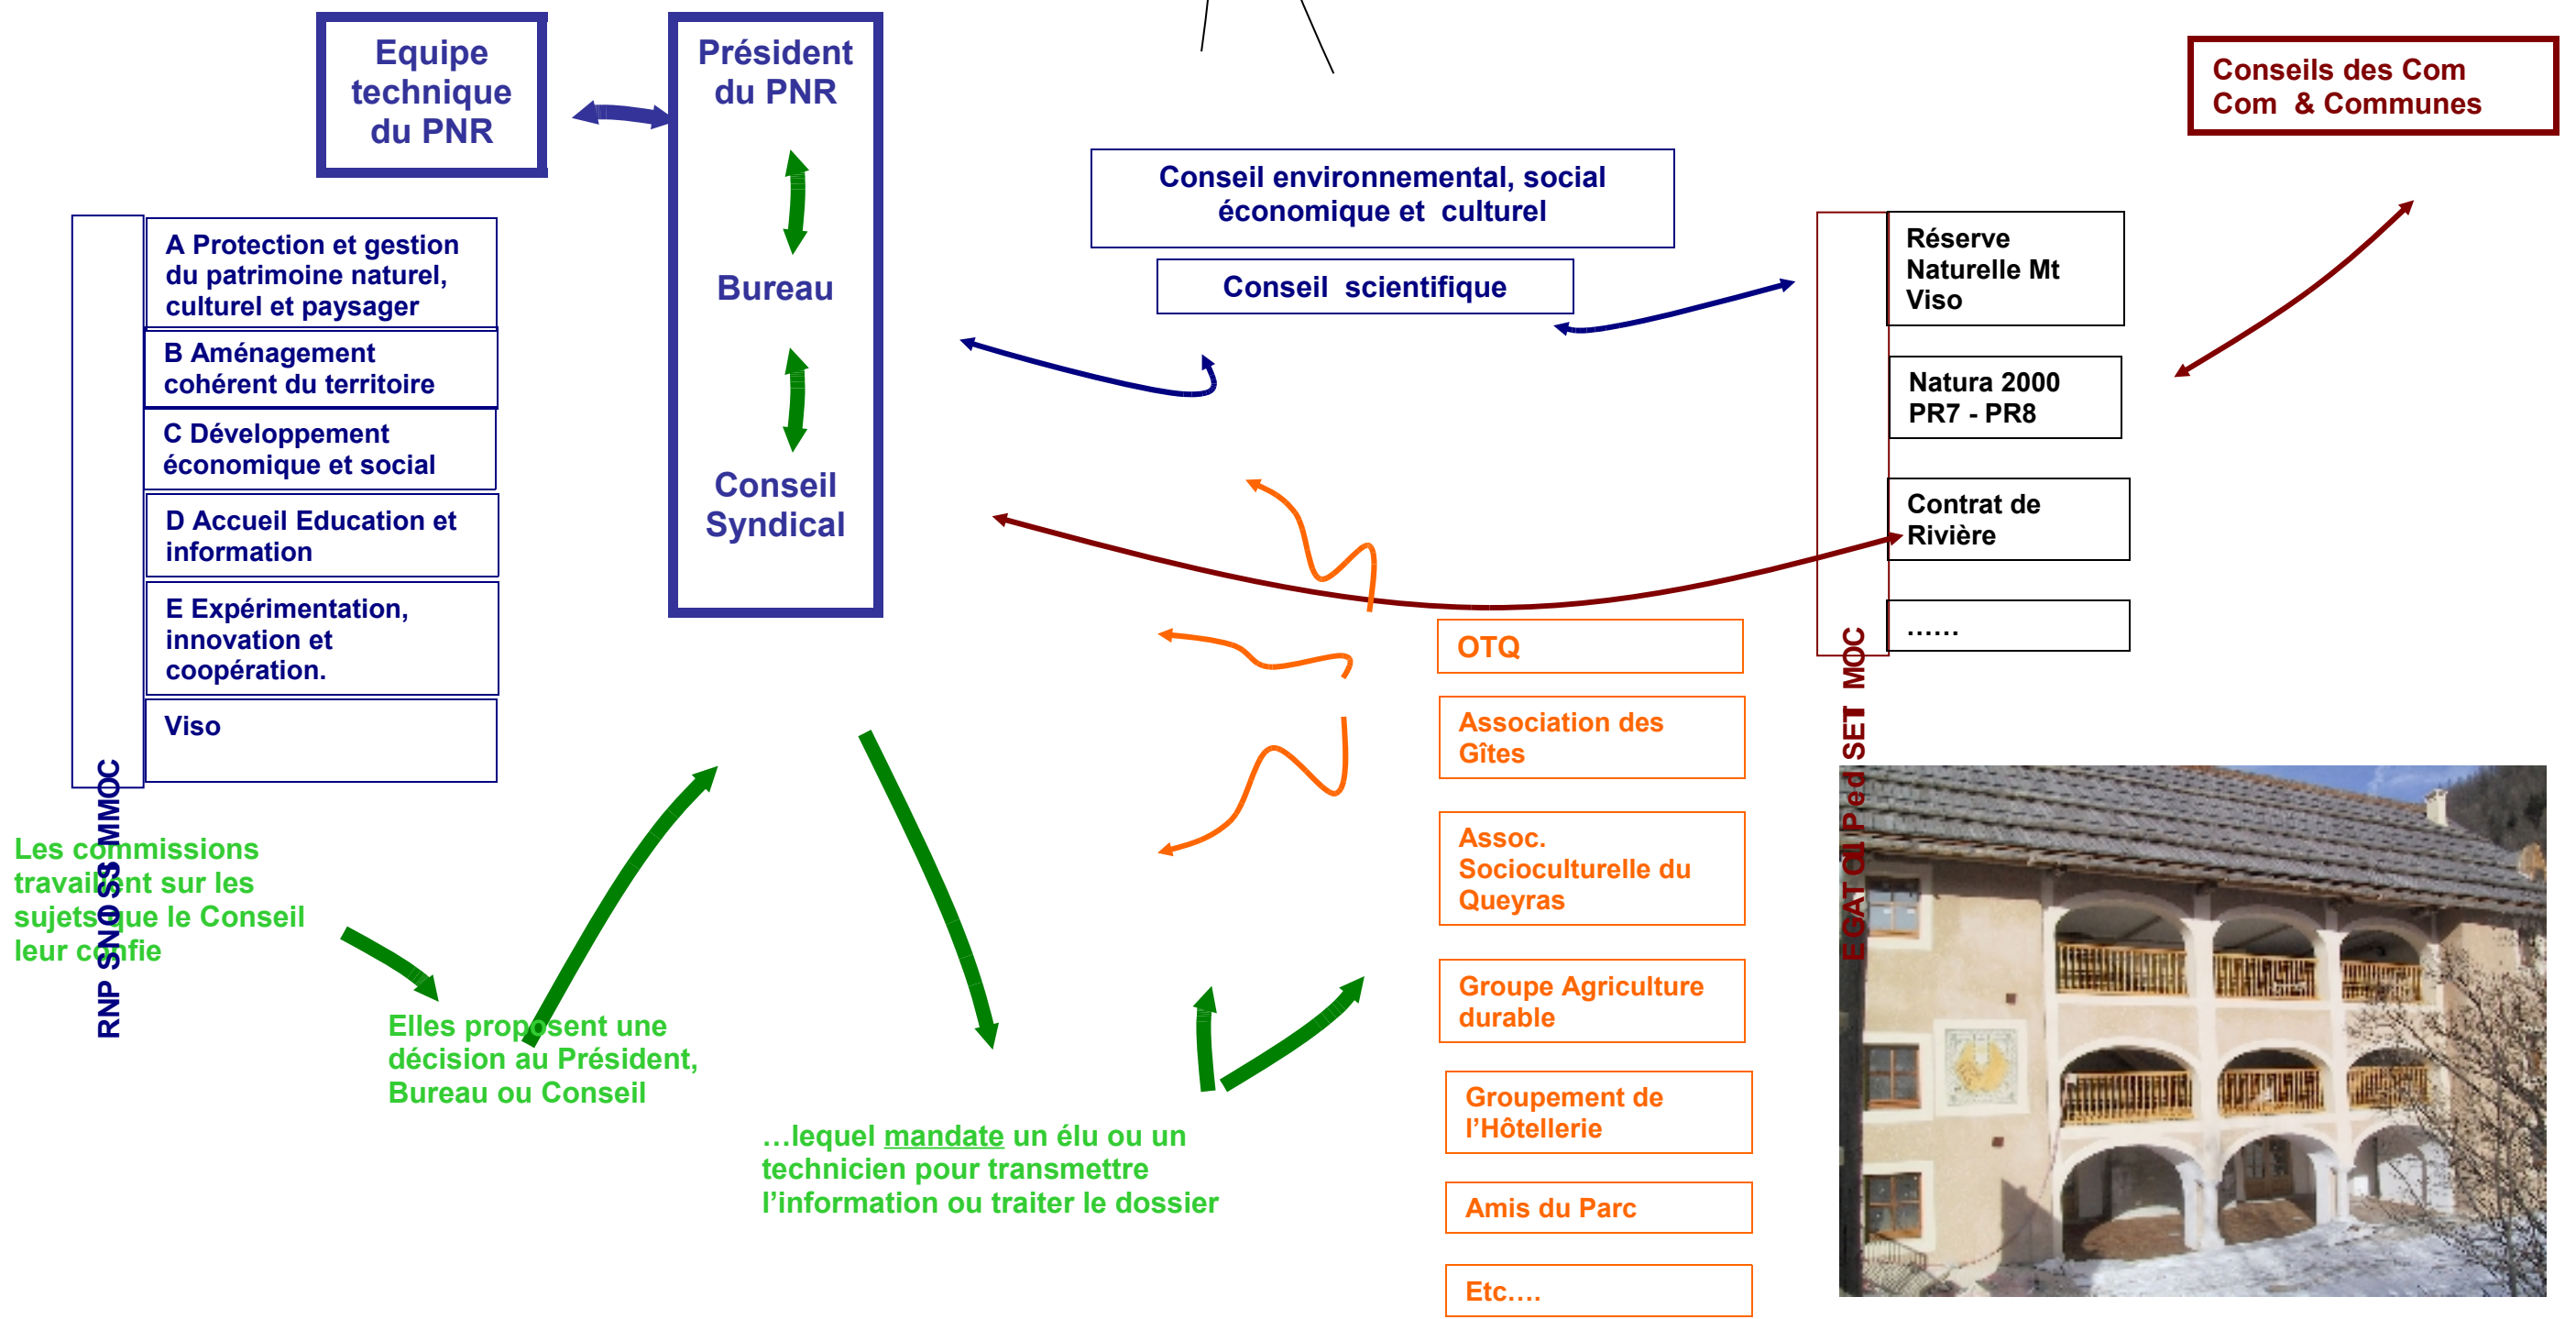 Equipe
technique
du PNR
Président
du PNR
Bureau
Conseil
Syndical
Conseils des Com
Com & Communes
Conseil environnemental, social
économique et culturel
Conseil scientifique
A Protection et gestion
du patrimoine naturel,
culturel et paysager
B Aménagement
cohérent du territoire
C Développement
économique et social
D Accueil Education et
information
E Expérimentation,
innovation et
coopération.
Viso
RNP SNOSSIMMOC
Réserve
Naturelle Mt
Viso
Natura 2000
PR7 - PR8
Contrat de
Rivière
......
EGATOLIPed SETIMOC
OTQ
Association des
Gîtes
Assoc.
Socioculturelle du
Queyras
Groupe Agriculture
durable
Groupement de
l’Hôtellerie
Amis du Parc
Etc….
Les commissions
travaillent sur les
sujets que le Conseil
leur confie
Elles proposent une
décision au Président,
Bureau ou Conseil
…lequel mandate un élu ou un
technicien pour transmettre
l’information ou traiter le dossier